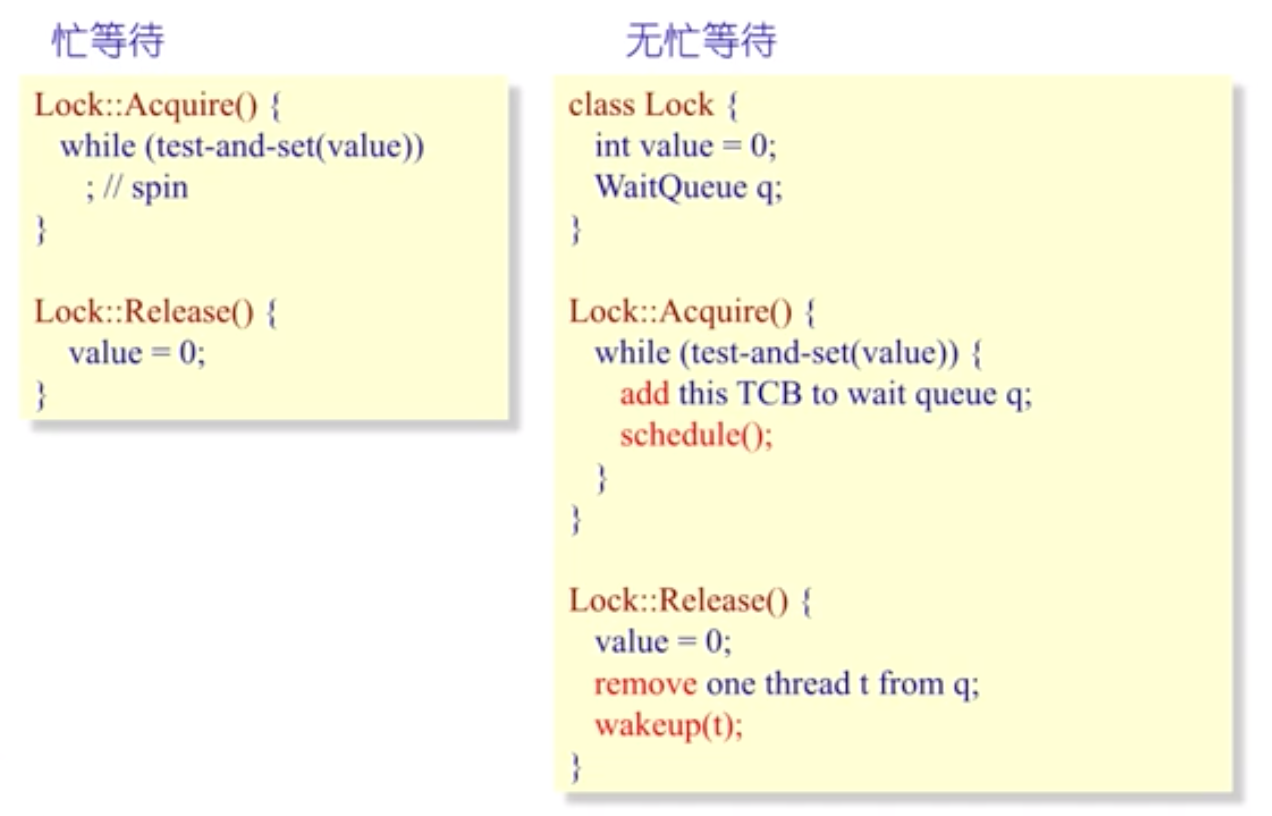 忙等待
Lock::Acquire() {
while (test-and-set(value))
; // spin
}
Lock::Release() {
value = 0;
}
无忙等待
class Lock {
int value = 0;
WaitQueue q;
}
Lock::Acquire() {
while (test-and-set(value)) {
add this TCB to wait queue q;
schedule();
}
}
Lock::Release() {
value = 0;
remove one thread t from q;
wakeup(t);
}